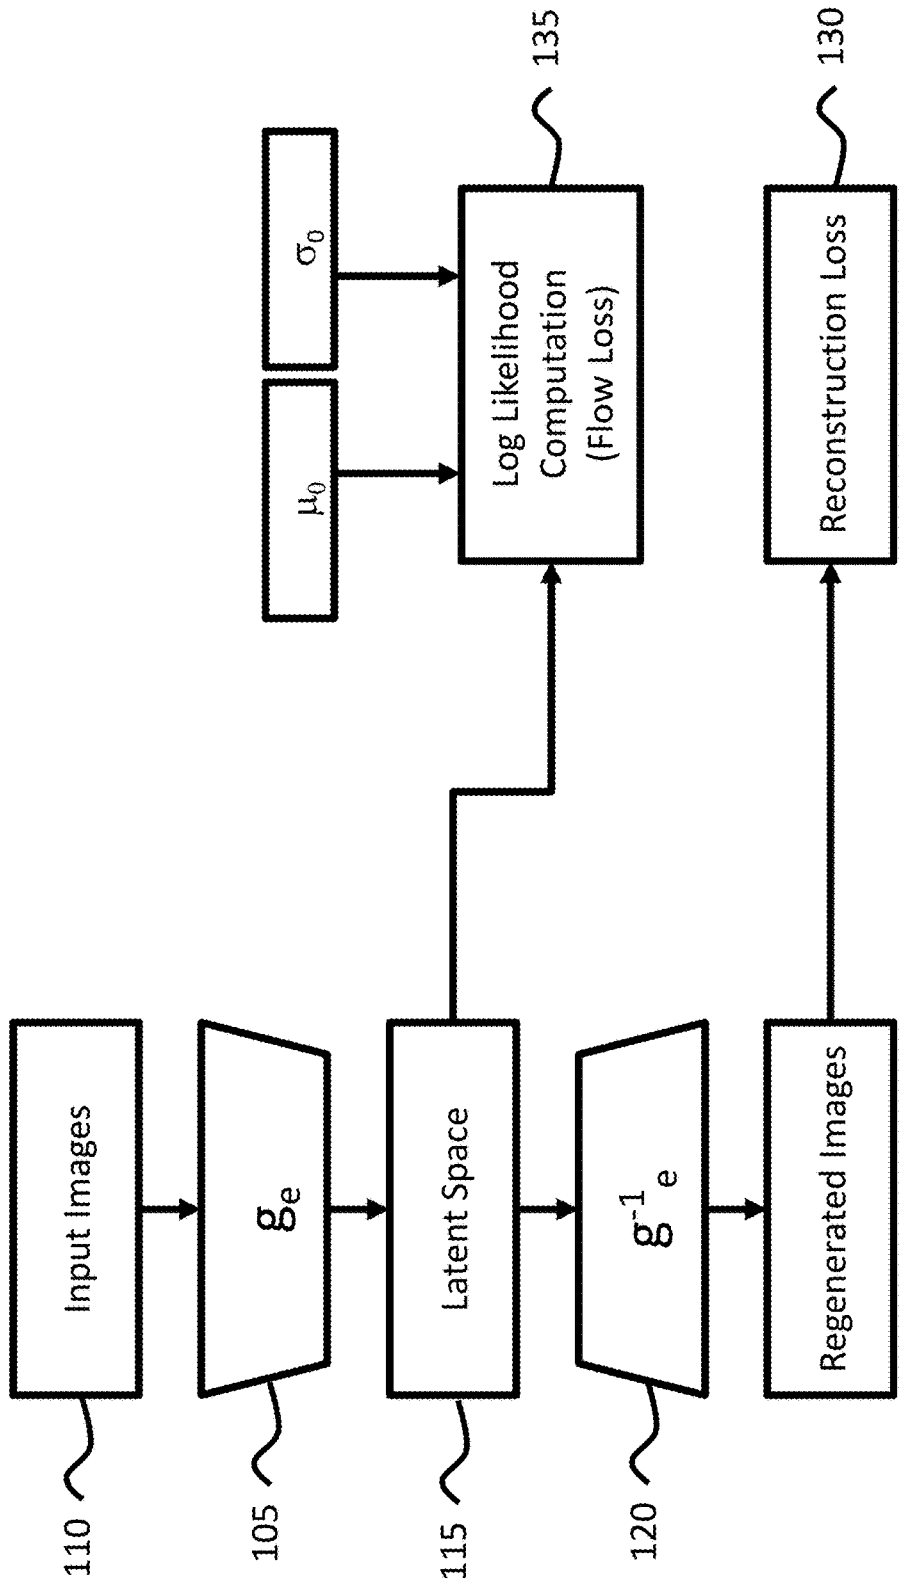 110
Input Images
105
gₑ
μ₀
σ₀
115
Latent Space
Log Likelihood
Computation
(Flow Loss)
135
120
g⁻¹ₑ
Regenerated Images
Reconstruction Loss
130